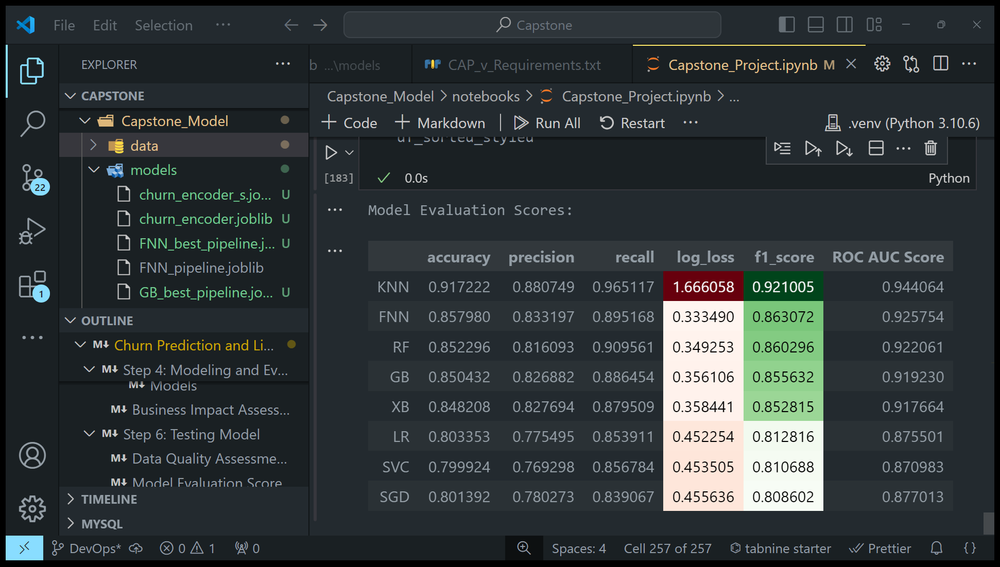 File Edit Selection ... Capstone
EXPLORER ...
b ...\models
CAP_v_Requirements.txt
Capstone_Project.ipynb M
CAPSTONE
Capstone_Model
data
models
churn_encoder_s.jo... U
churn_encoder.joblib U
FNN_best_pipeline.j... U
FNN_pipeline.joblib
GB_best_pipeline.jo... U
OUTLINE
Churn Prediction and Li...
Step 4: Modeling and Ev...
Models
Business Impact Assess...
Step 6: Testing Model
Data Quality Assessme...
Model Evaluation Score
TIMELINE
MYSQL
22
1
Capstone_Model > notebooks > Capstone_Project.ipynb > ...
+ Code + Markdown | Run All Restart ... .venv (Python 3.10.6)
df_sorted_styled
[183] 0.0s Python
Model Evaluation Scores:
accuracy precision recall log_loss f1_score ROC AUC Score
KNN 0.917222 0.880749 0.965117 1.666058 0.921005 0.944064
FNN 0.857980 0.833197 0.895168 0.333490 0.863072 0.925754
RF 0.852296 0.816093 0.909561 0.349253 0.860296 0.922061
GB 0.850432 0.826882 0.886454 0.356106 0.855632 0.919230
XB 0.848208 0.827694 0.879509 0.358441 0.852815 0.917664
LR 0.803353 0.775495 0.853911 0.452254 0.812816 0.875501
SVC 0.799924 0.769298 0.856784 0.453505 0.810688 0.870983
SGD 0.801392 0.780273 0.839067 0.455636 0.808602 0.877013
DevOps* 0 1 0 Spaces: 4 Cell 257 of 257 tabnine starter Prettier {}